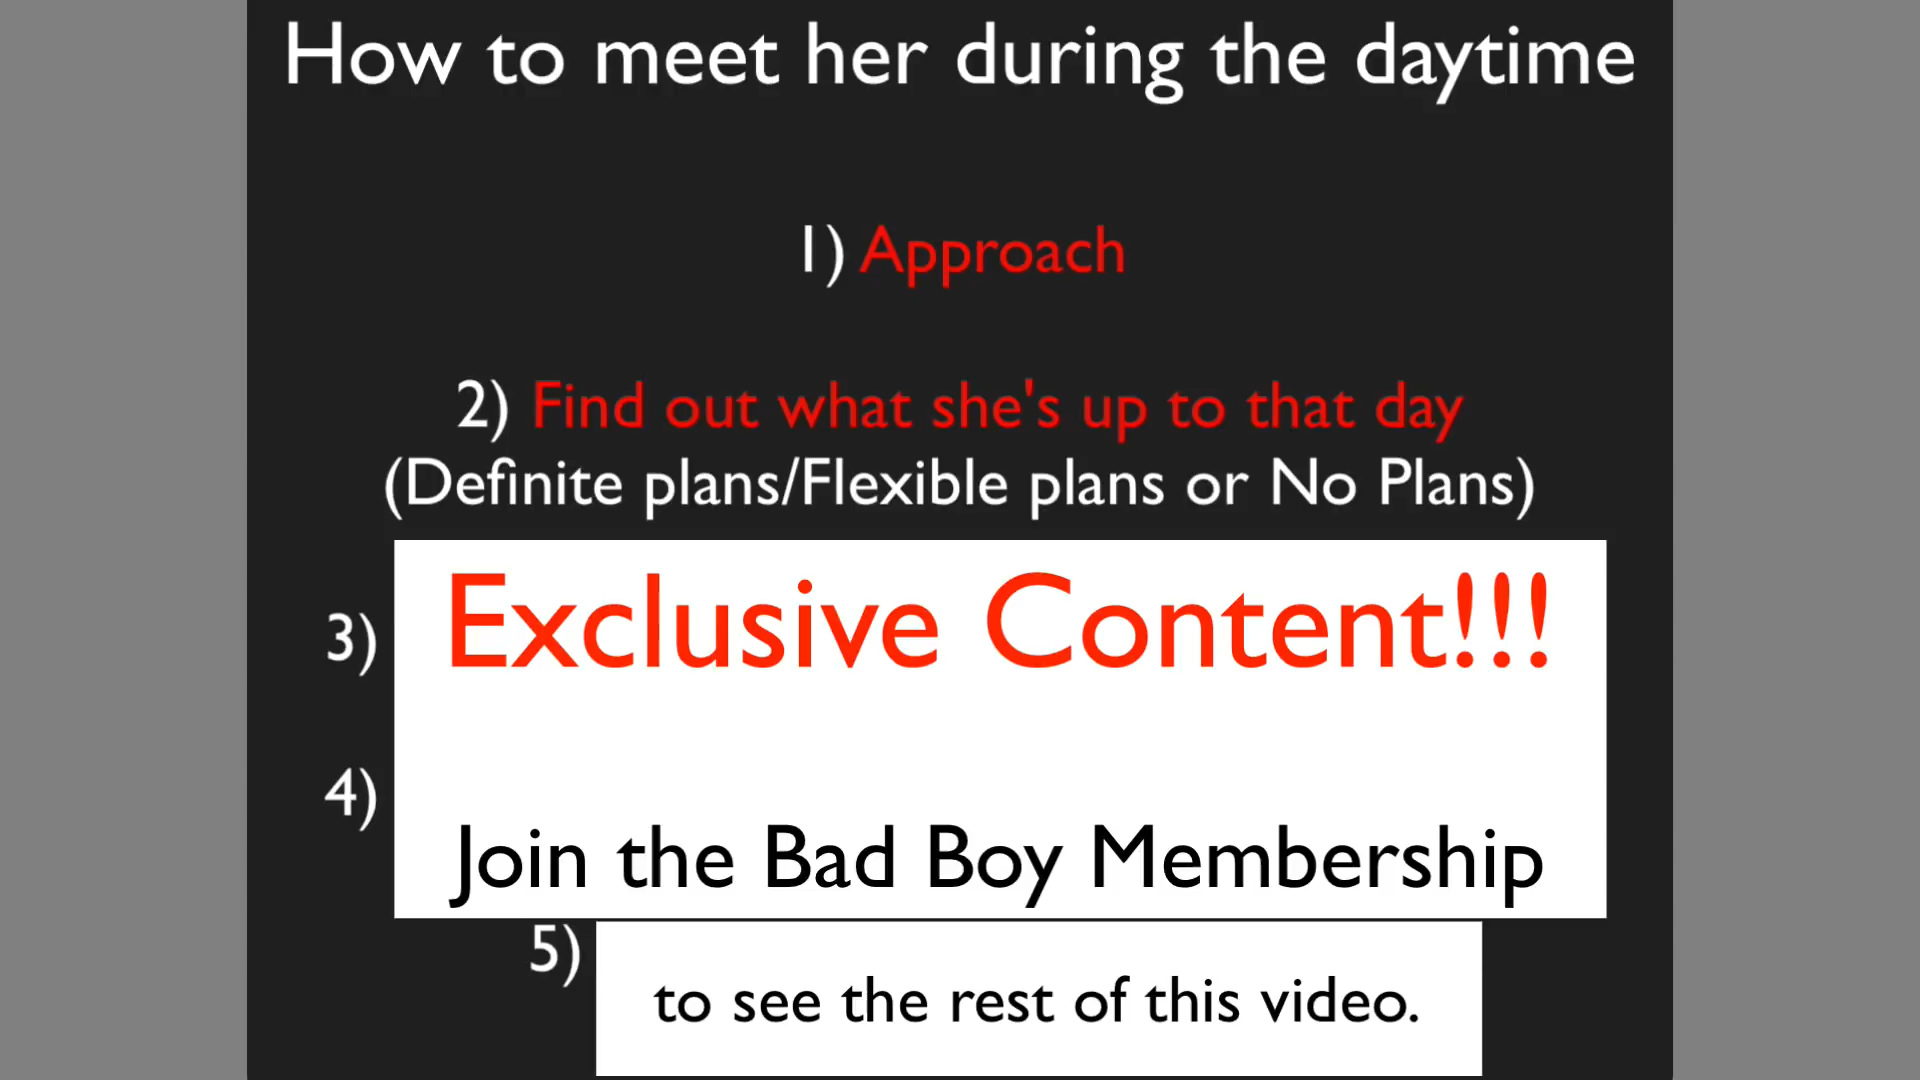 How to meet her during the daytime
1) Approach
2) Find out what she's up to that day
(Definite plans/Flexible plans or No Plans)
3) Exclusive Content!!!
4)
Join the Bad Boy Membership
5)
to see the rest of this video.